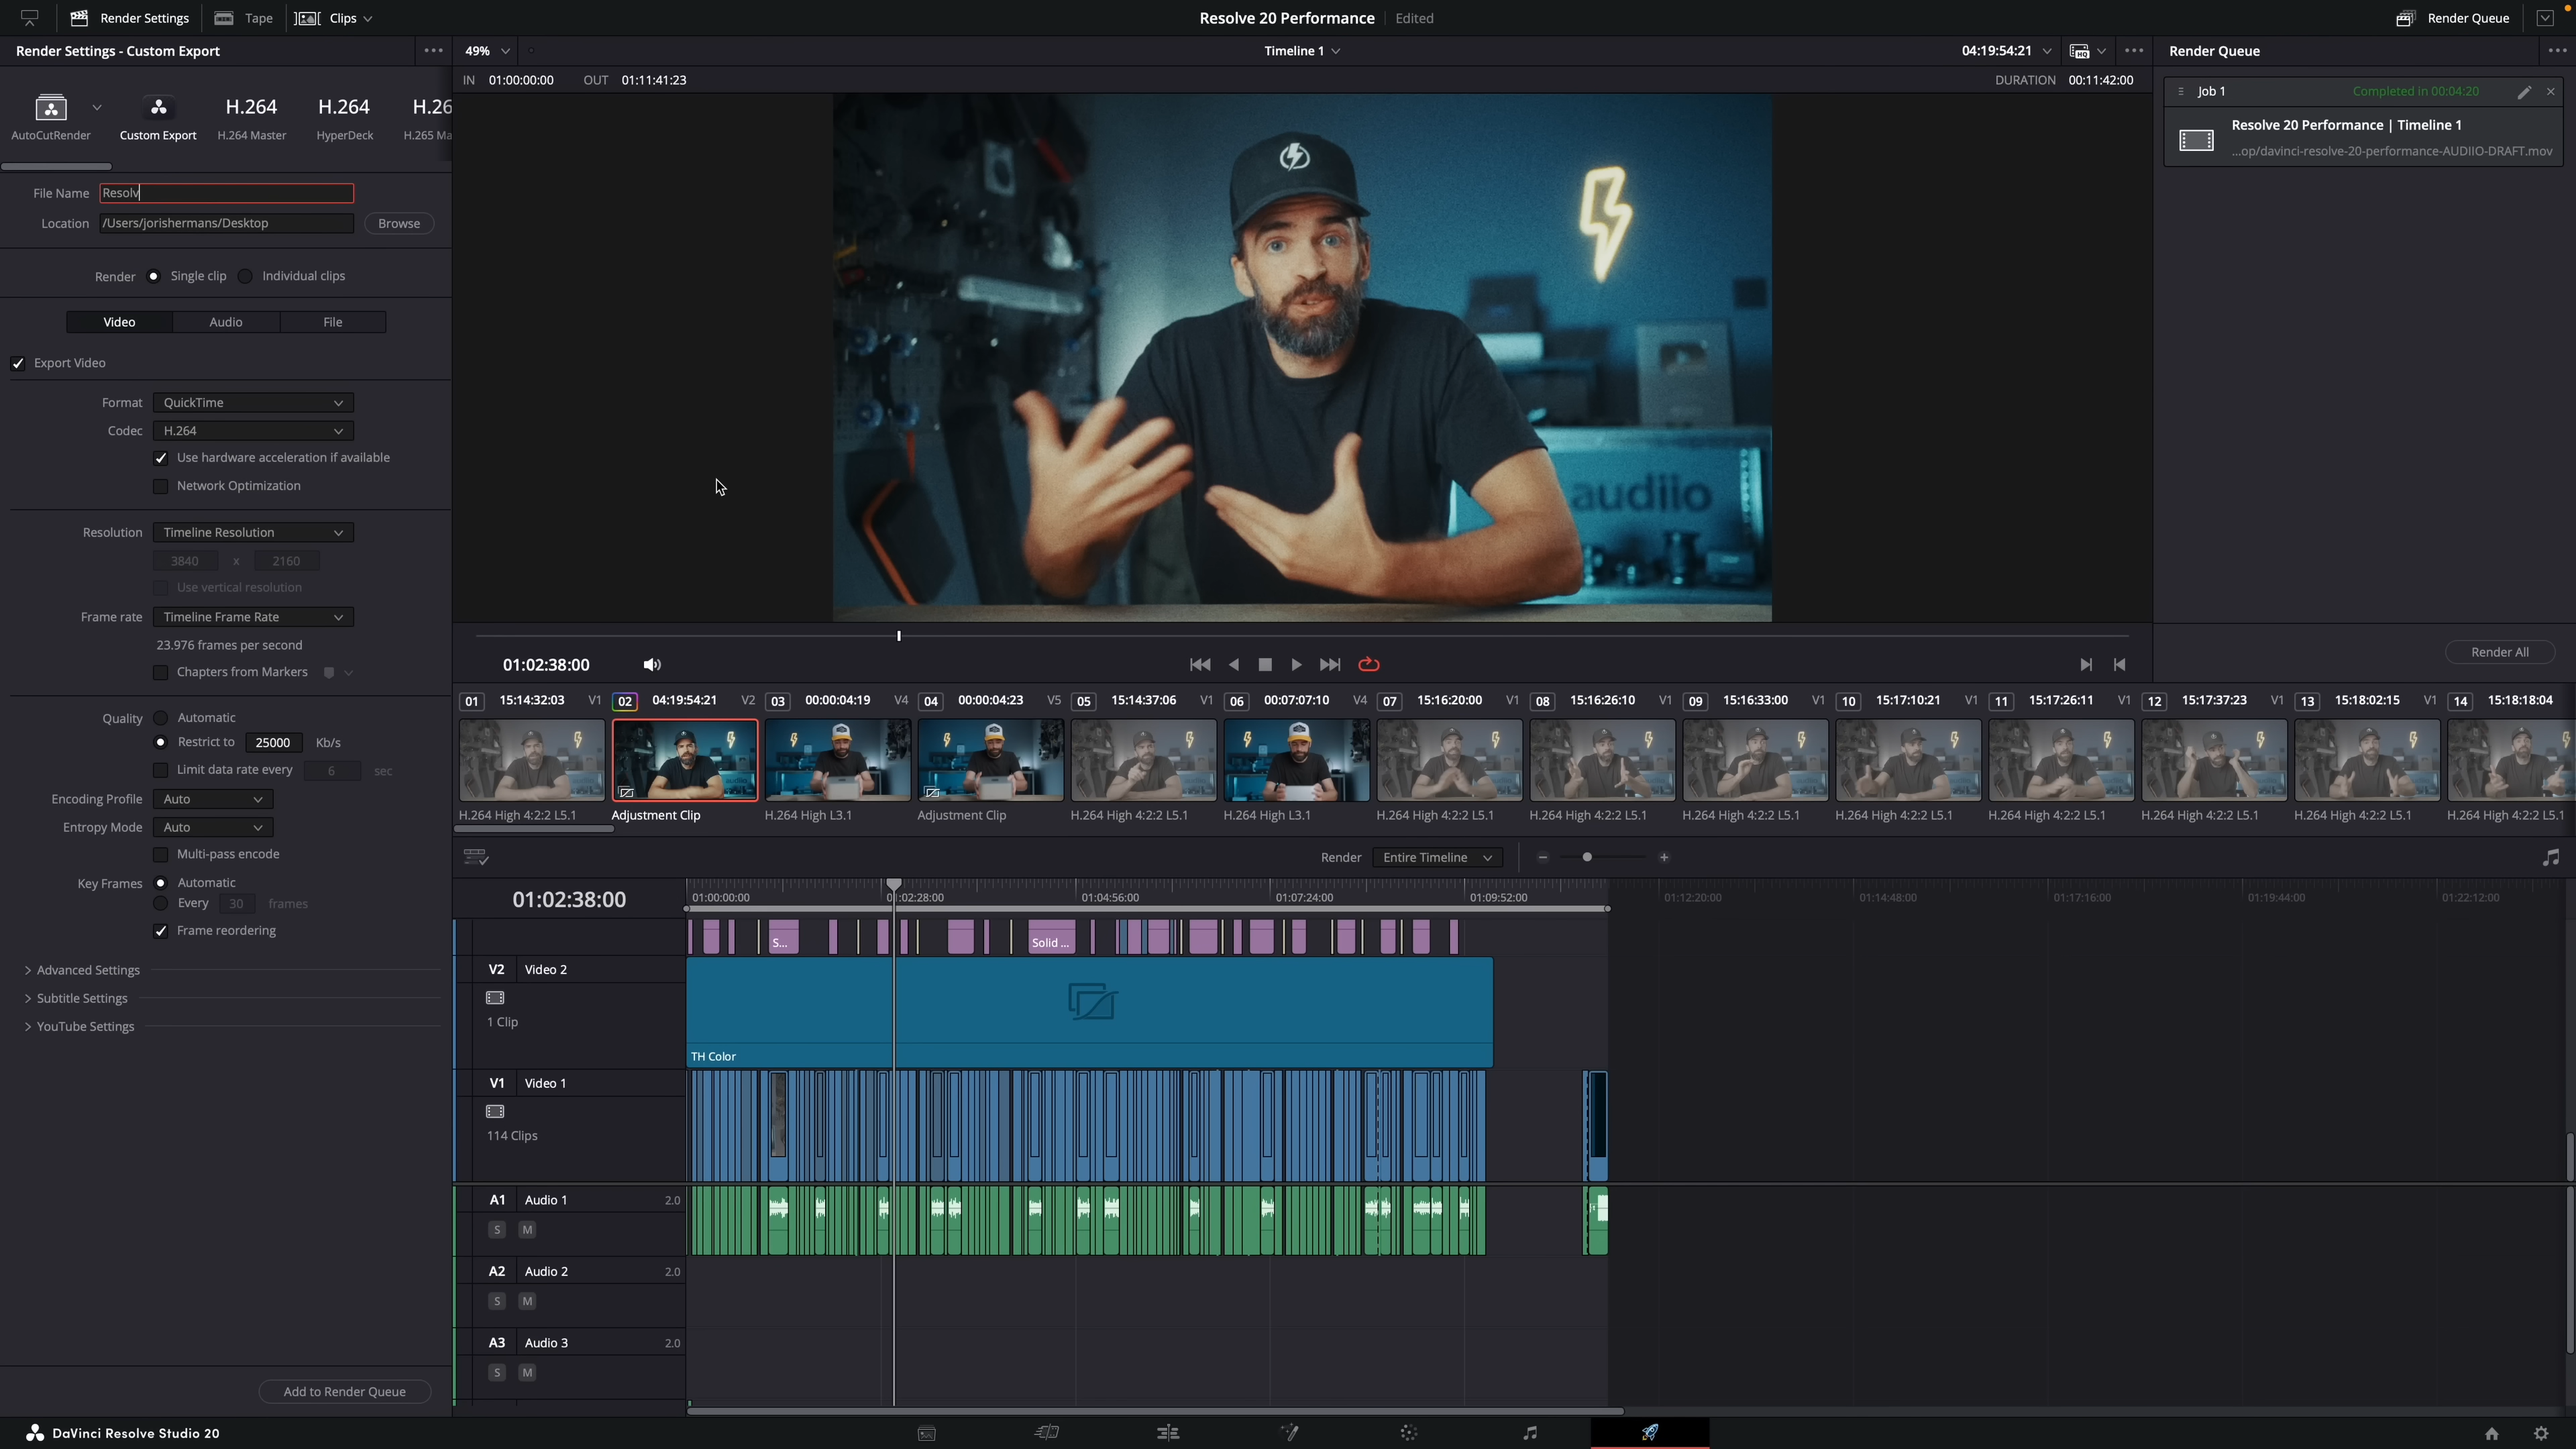 Render Settings
Tape
Clips
Resolve 20 Performance
Edited
Render Queue
Render Settings - Custom Export
49%
Timeline 1
04:19:54:21
Render Queue
IN 01:00:00:00 OUT 01:11:41:23
DURATION 00:11:42:00
Job 1
Completed in 00:04:20
Resolve 20 Performance | Timeline 1
...op/davinci-resolve-20-performance-AUDIIO-DRAFT.mov
H.264
H.264
H.26
AutoCutRender
Custom Export
H.264 Master
HyperDeck
H.265 Ma
File Name Resolv
Location /Users/jorishermans/Desktop
Browse
Render Single clip Individual clips
Video Audio File
Export Video
Format QuickTime
Codec H.264
Use hardware acceleration if available
Network Optimization
Resolution Timeline Resolution
3840 x 2160
Use vertical resolution
Frame rate Timeline Frame Rate
23.976 frames per second
Chapters from Markers
Quality Automatic
Restrict to 25000 Kb/s
Limit data rate every 6 sec
Encoding Profile Auto
Entropy Mode Auto
Multi-pass encode
Key Frames Automatic
Every 30 frames
Frame reordering
Advanced Settings
Subtitle Settings
YouTube Settings
Add to Render Queue
audiio
01:02:38:00
Render All
01 15:14:32:03 V1
02 04:19:54:21 V2
03 00:00:04:19 V4
04 00:00:04:23 V5
05 15:14:37:06 V1
06 00:07:07:10 V4
07 15:16:20:00 V1
08 15:16:26:10 V1
09 15:16:33:00 V1
10 15:17:10:21 V1
11 15:17:26:11 V1
12 15:17:37:23 V1
13 15:18:02:15 V1
14 15:18:18:04
H.264 High 4:2:2 L5.1
Adjustment Clip
H.264 High L3.1
Adjustment Clip
H.264 High 4:2:2 L5.1
H.264 High L3.1
H.264 High 4:2:2 L5.1
H.264 High 4:2:2 L5.1
H.264 High 4:2:2 L5.1
H.264 High 4:2:2 L5.1
H.264 High 4:2:2 L5.1
H.264 High 4:2:2 L5.1
H.264 High 4:2:2 L5.1
H.264 High 4:2:2 L5.1
Render Entire Timeline
01:02:38:00
01:00:00:00
01:02:28:00
01:04:56:00
01:07:24:00
01:09:52:00
01:12:20:00
01:14:48:00
01:17:16:00
01:19:44:00
01:22:12:00
S...
Solid ...
V2 Video 2
1 Clip
TH Color
V1 Video 1
114 Clips
A1 Audio 1 2.0
S M
A2 Audio 2 2.0
S M
A3 Audio 3 2.0
S M
DaVinci Resolve Studio 20